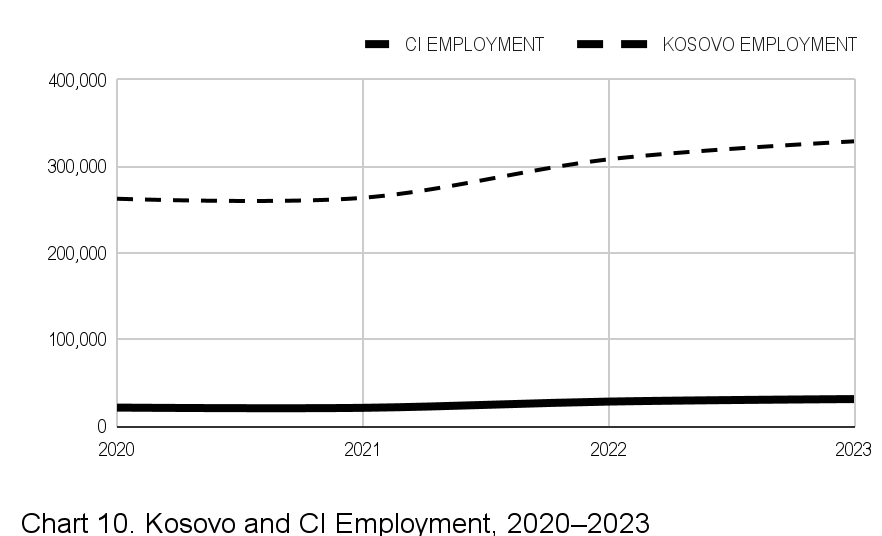 CI EMPLOYMENT KOSOVO EMPLOYMENT
400,000
300,000
200,000
100,000
0
2020 2021 2022 2023
Chart 10. Kosovo and CI Employment, 2020–2023